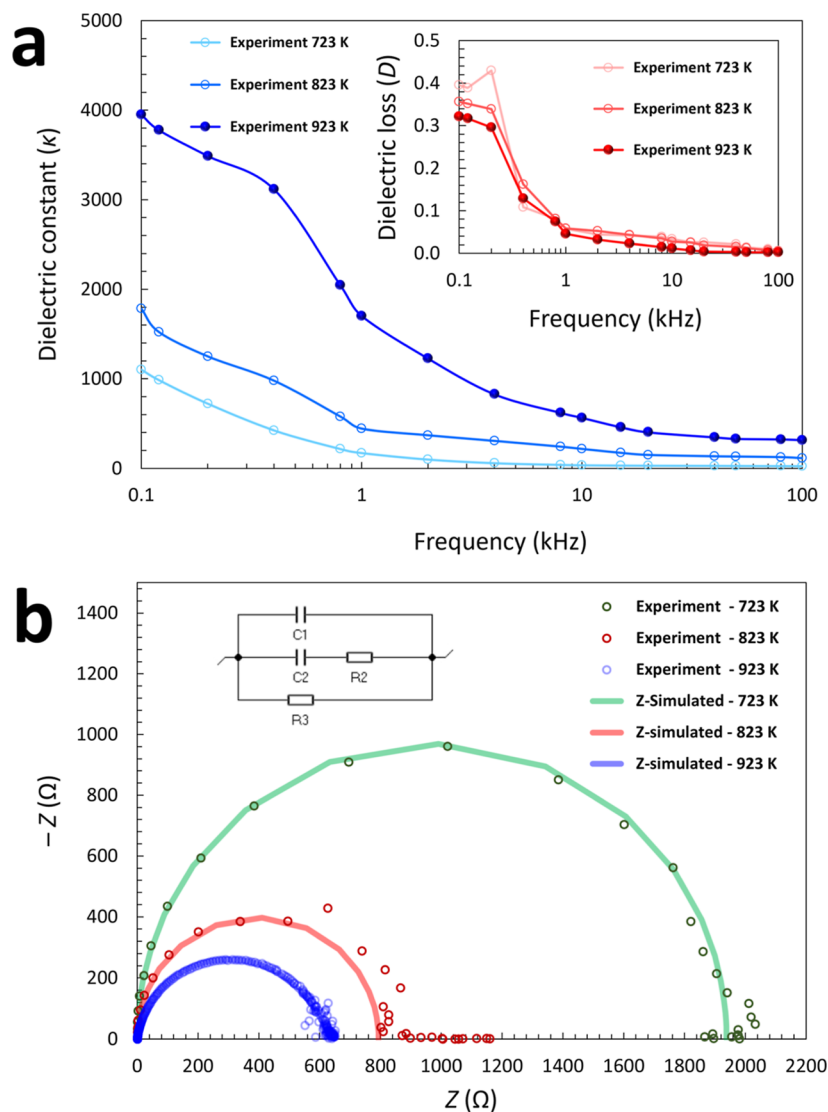 a
5000
4000
3000
2000
1000
0
Dielectric constant (κ)
Experiment 723 K
Experiment 823 K
Experiment 923 K
0.1
1
10
100
Frequency (kHz)
0.5
0.4
0.3
0.2
0.1
0.0
Dielectric loss (D)
Experiment 723 K
Experiment 823 K
Experiment 923 K
0.1
1
10
100
Frequency (kHz)
b
1400
1200
1000
800
600
400
200
0
– Z (Ω)
C1
C2
R2
R3
Experiment - 723 K
Experiment - 823 K
Experiment - 923 K
Z-Simulated - 723 K
Z-simulated - 823 K
Z-simulated - 923 K
0
200
400
600
800
1000
1200
1400
1600
1800
2000
2200
Z (Ω)